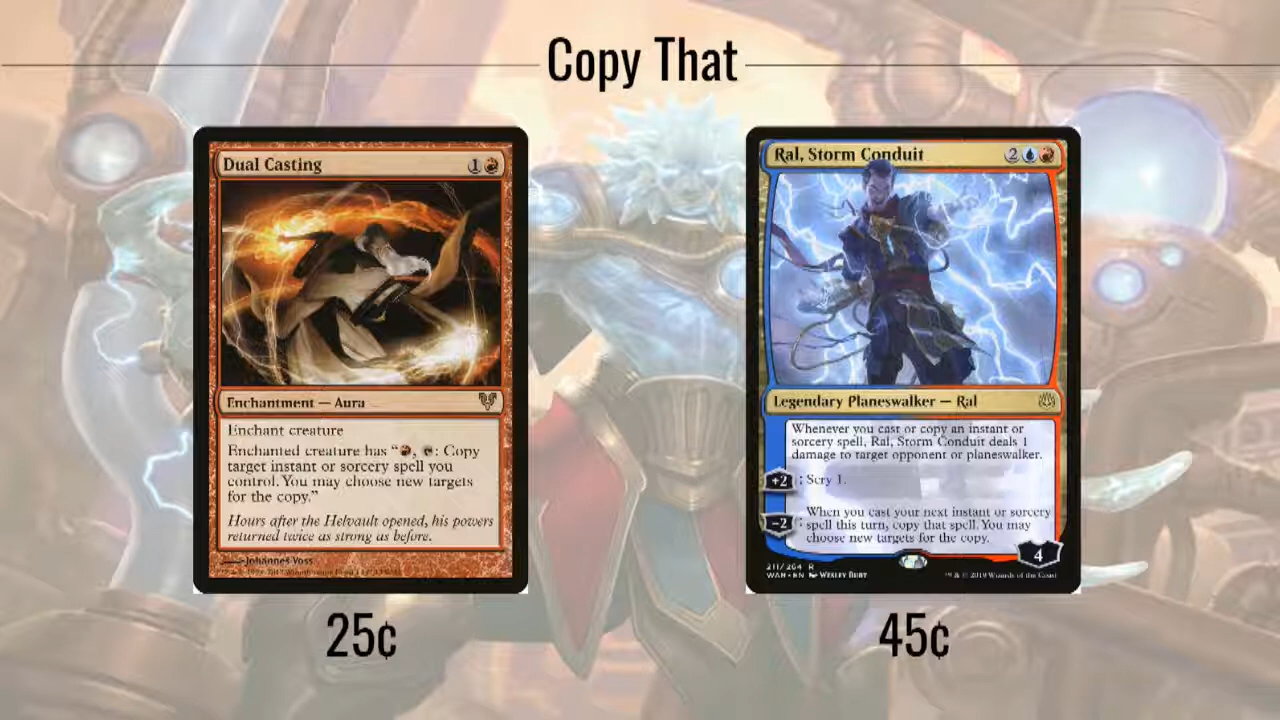 Copy That
Dual Casting
1
Enchantment — Aura
Enchant creature
Enchanted creature has “
, : Copy
target instant or sorcery spell you
control. You may choose new targets
for the copy.”
Hours after the Helvault opened, his powers
returned twice as strong as before.
Johannes Voss
25¢
Ral, Storm Conduit
2
Legendary Planeswalker — Ral
Whenever you cast or copy an instant or
sorcery spell, Ral, Storm Conduit deals 1
damage to target opponent or planeswalker.
+2 : Scry 1.
When you cast your next instant or sorcery
-2 : spell this turn, copy that spell. You may
choose new targets for the copy.
4
211/264 R
WAR • EN Wesley Burt
™ & © 2019 Wizards of the Coast
45¢